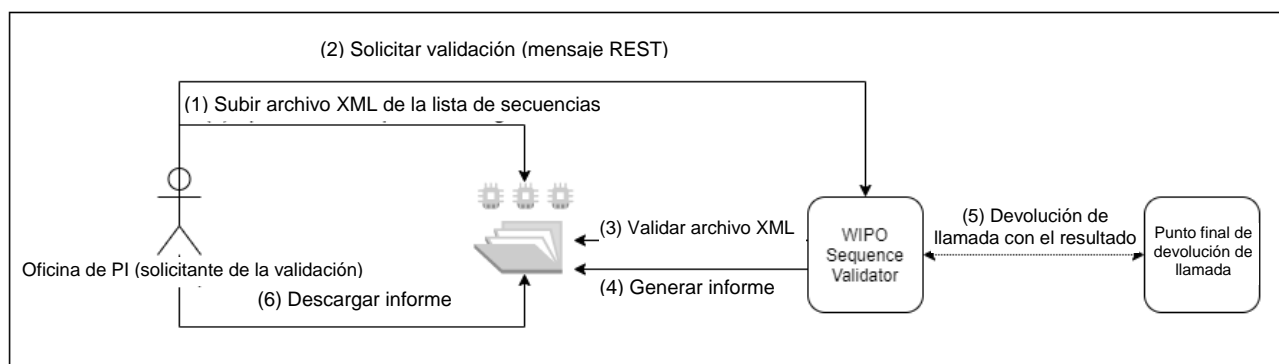 (2) Solicitar validación (mensaje REST)
(1) Subir archivo XML de la lista de secuencias
(3) Validar archivo XML
(4) Generar informe
WIPO
Sequence
Validator
(5) Devolución de
llamada con el resultado
Punto final de
devolución de
llamada
Oficina de PI (solicitante de la validación)
(6) Descargar informe